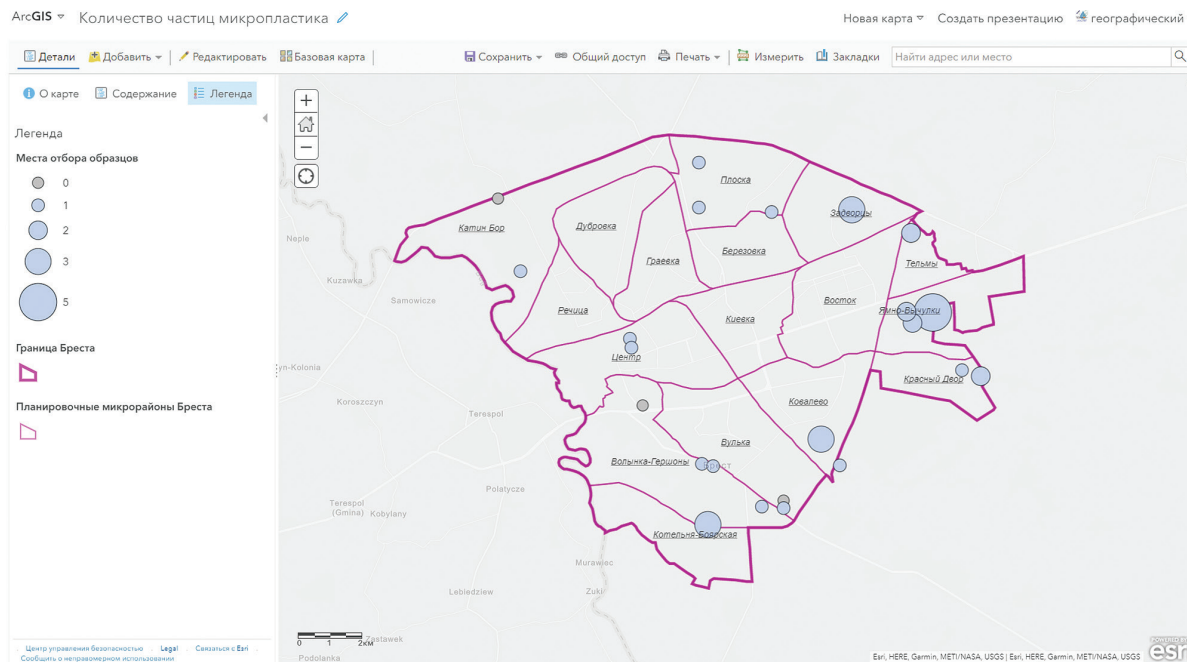 ArcGIS Количество частиц микропластика
Новая карта Создать презентацию географический
Детали Добавить Редактировать Базовая карта Сохранить Общий доступ Печать Измерить Закладки Найти адрес или место
О карте Содержание Легенда
Легенда
Места отбора образцов
0
1
2
3
5
Граница Бреста
Планировочные микрорайоны Бреста
Плоска
Задворцы
Катин Бор
Дубровка
Neple
Березовка
Граевка
Тельмы
Kuzawka
Samowicze
Восток
Речица
Ямно-Вычулки
Киевка
Центр
yn-Kolonia
Красный Двор
Koroszczyn
Ковалево
Terespol
Вулька
Волынка-Гершоны
Брест
Polatycze
Terespol
(Gmina)
Kobylany
Котельня-Боярская
Murawiec
Lebiedziew
Zuki
Zastawek
0 1 2км
Podolanka
Центр управления безопасностью Legal Связаться с Esri
Сообщить о неправомерном использовании
Esri, HERE, Garmin, METI/NASA, USGS | Esri, HERE, Garmin, METI/NASA, USGS
POWERED BY
esri